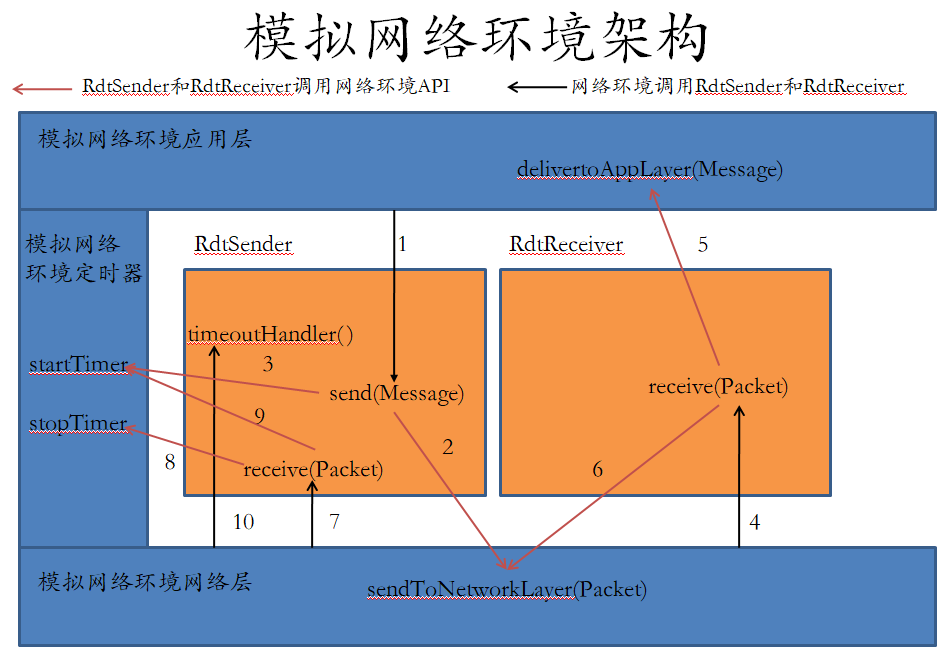 模拟网络环境架构
RdtSender和RdtReceiver调用网络环境API
网络环境调用RdtSender和RdtReceiver
模拟网络环境应用层
delivertoAppLayer(Message)
模拟网络
环境定时器
RdtSender
1
RdtReceiver
5
timeoutHandler()
startTimer
3
send(Message)
receive(Packet)
stopTimer
9
2
8
receive(Packet)
6
10
7
4
模拟网络环境网络层
sendToNetworkLayer(Packet)